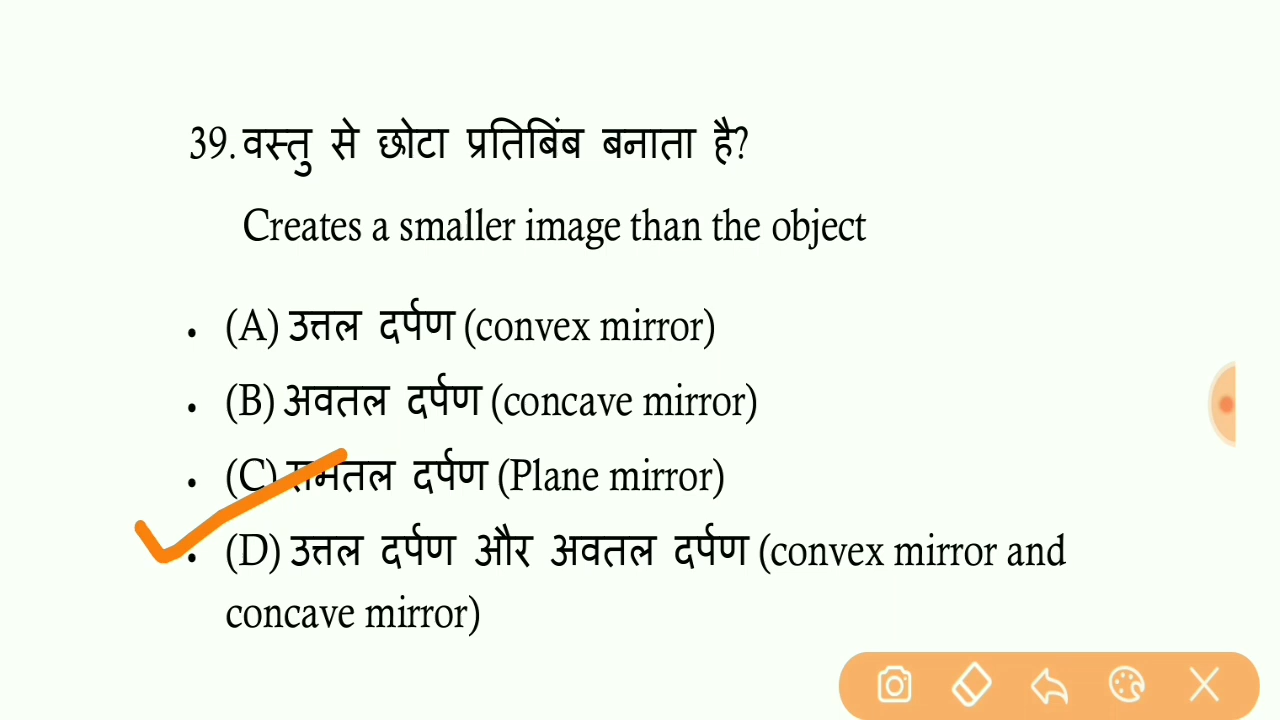 39. वस्तु से छोटा प्रतिबिंब बनाता है?
Creates a smaller image than the object
• (A) उत्तल दर्पण (convex mirror)
• (B) अवतल दर्पण (concave mirror)
• (C) समतल दर्पण (Plane mirror)
• (D) उत्तल दर्पण और अवतल दर्पण (convex mirror and
concave mirror)